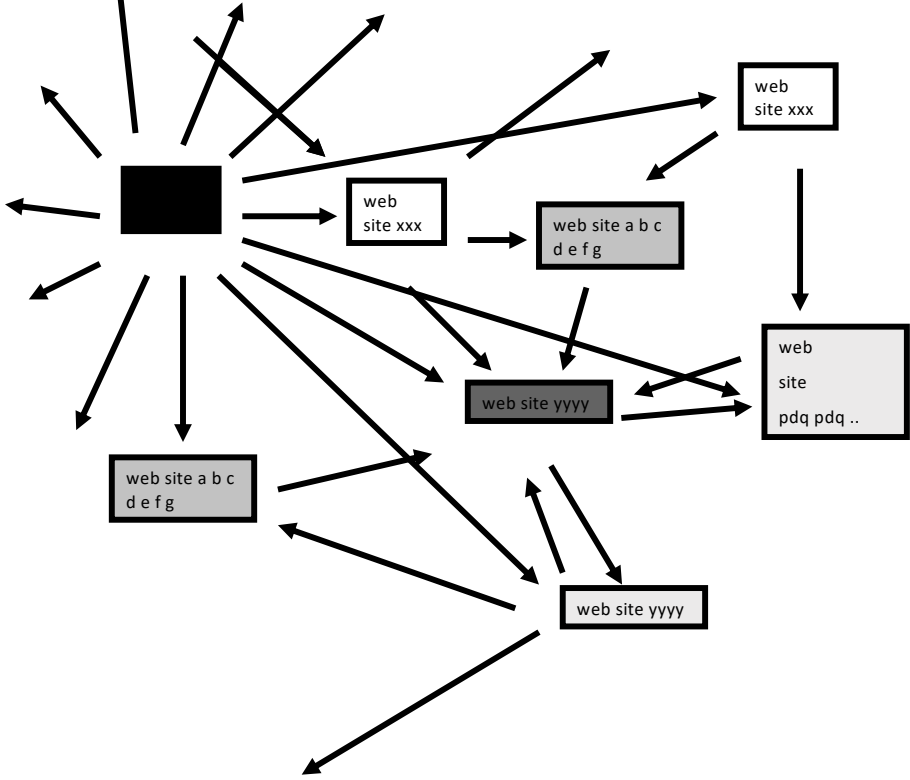 web
site xxx
web
site xxx
web site a b c
d e f g
web
site
pdq pdq ..
web site yyyy
web site a b c
d e f g
web site yyyy